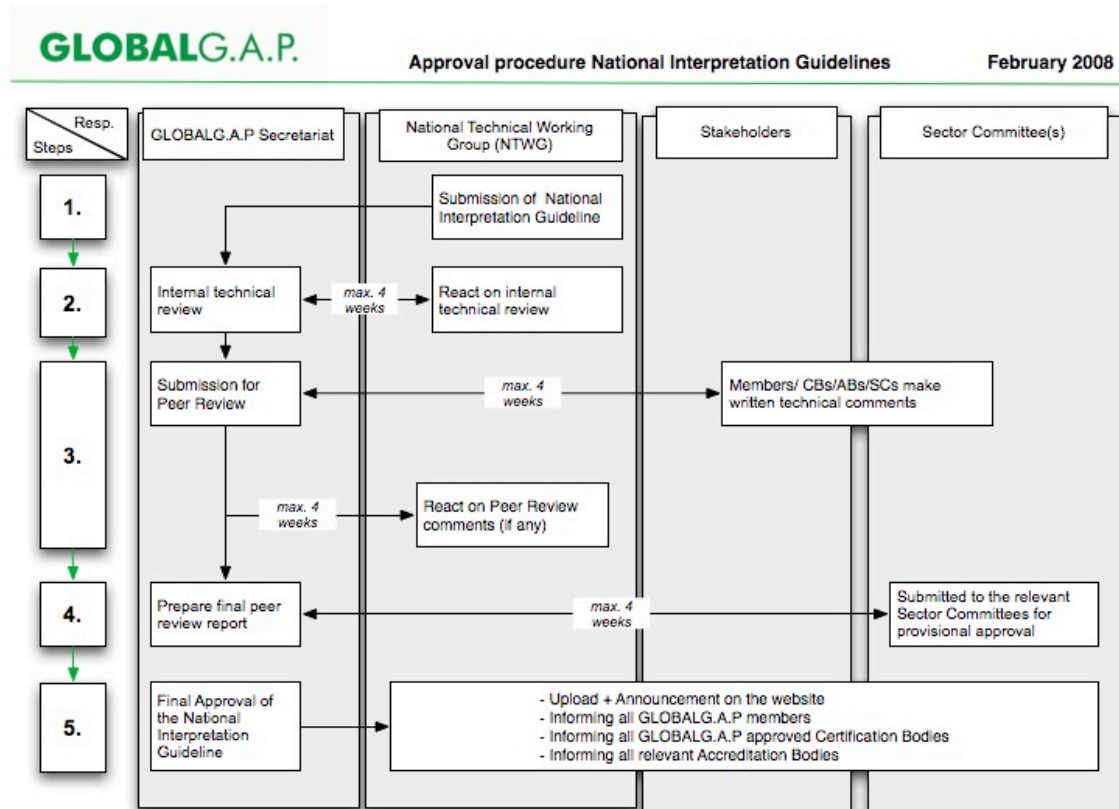 GLOBALG.A.P.
Approval procedure National Interpretation Guidelines
February 2008
Resp.
Steps
GLOBALG.A.P Secretariat
National Technical Working
Group (NTWG)
Stakeholders
Sector Committee(s)
1.
Submission of National
Interpretation Guideline
2.
Internal technical
review
max. 4
weeks
React on internal
technical review
3.
Submission for
Peer Review
max. 4
weeks
Members/ CBs/ABs/SCs make
written technical comments
max. 4
weeks
React on Peer Review
comments (if any)
4.
Prepare final peer
review report
max. 4
weeks
Submitted to the relevant
Sector Committees for
provisional approval
5.
Final Approval of
the National
Interpretation
Guideline
- Upload + Announcement on the website
- Informing all GLOBALG.A.P members
- Informing all GLOBALG.A.P approved Certification Bodies
- Informing all relevant Accreditation Bodies